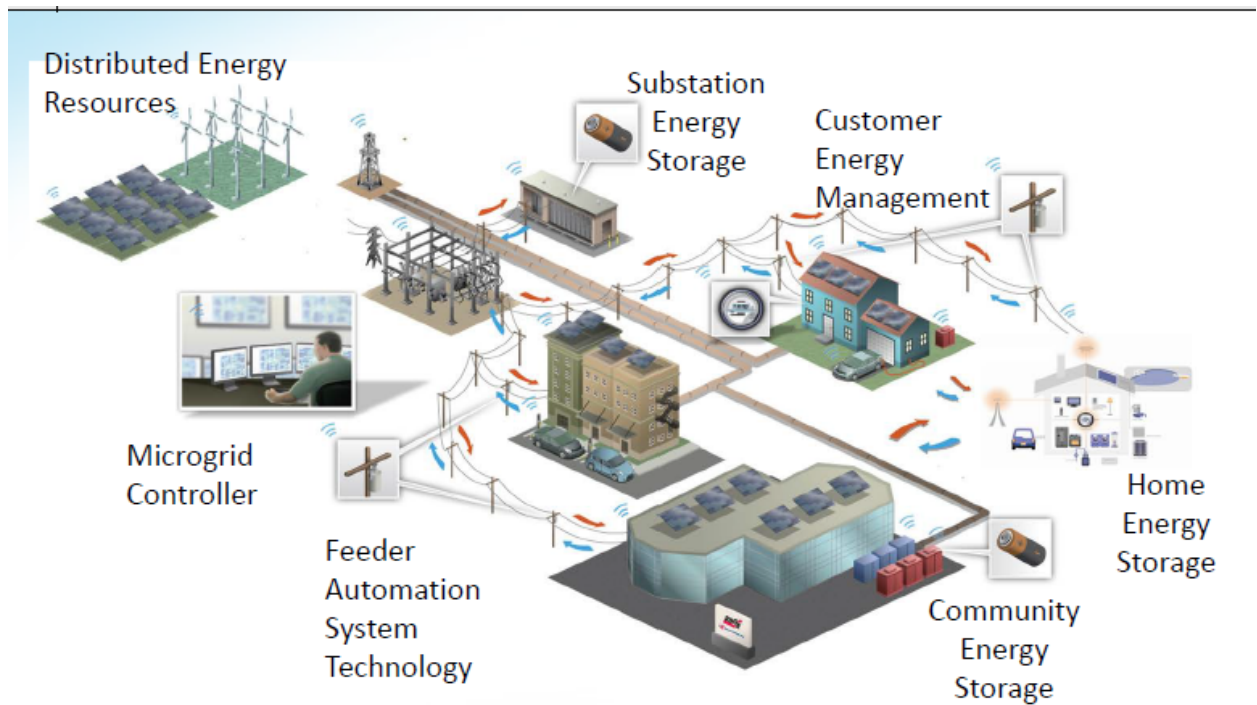 Distributed Energy
Resources
Substation
Energy
Storage
Customer
Energy
Management
Microgrid
Controller
Feeder
Automation
System
Technology
Home
Energy
Storage
Community
Energy
Storage